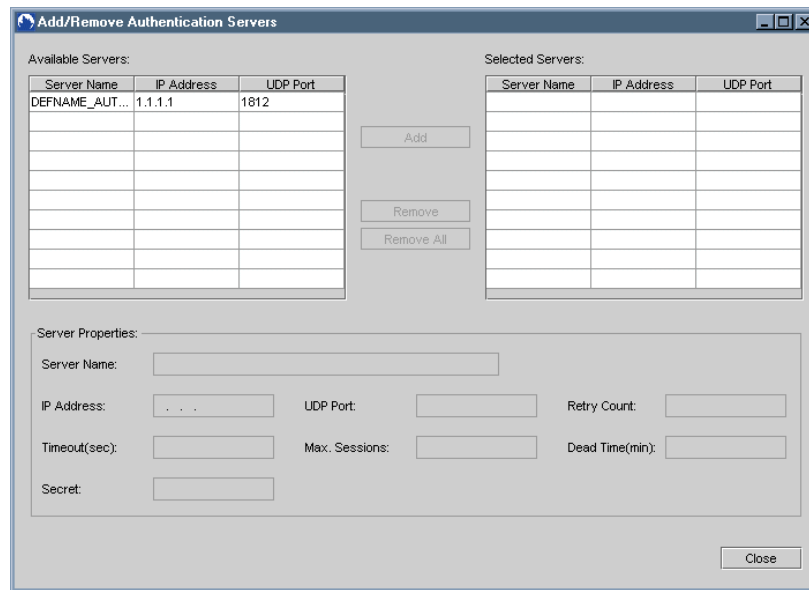 Add/Remove Authentication Servers
Available Servers: Selected Servers:
Server Name IP Address UDP Port Server Name IP Address UDP Port
DEFNAME_AUT... 1.1.1.1 1812
Add
Remove
Remove All
Server Properties:
Server Name:
IP Address: . . . UDP Port: Retry Count:
Timeout(sec): Max. Sessions: Dead Time(min):
Secret:
Close